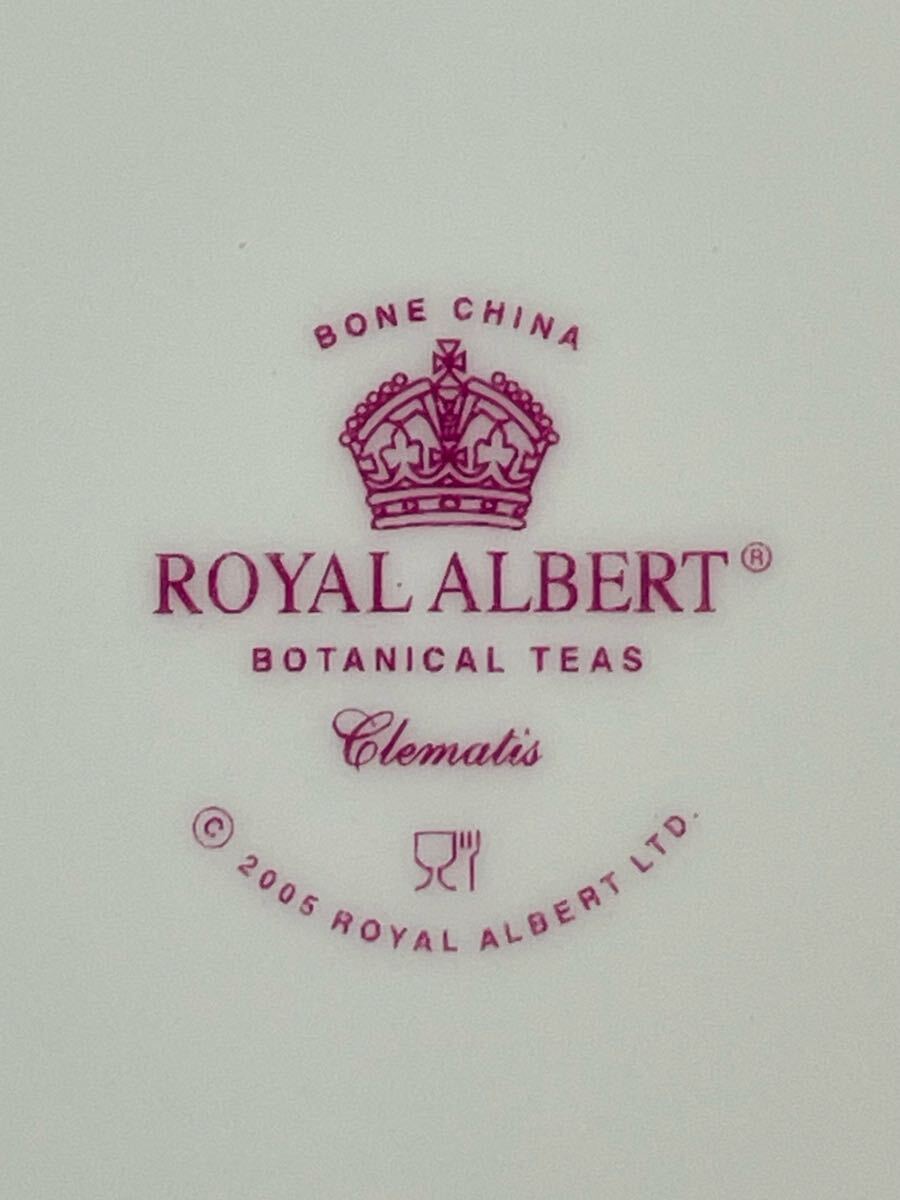 BONE CHINA
ROYAL ALBERT®
BOTANICAL TEAS
Clematis
© 2005 ROYAL ALBERT LTD.